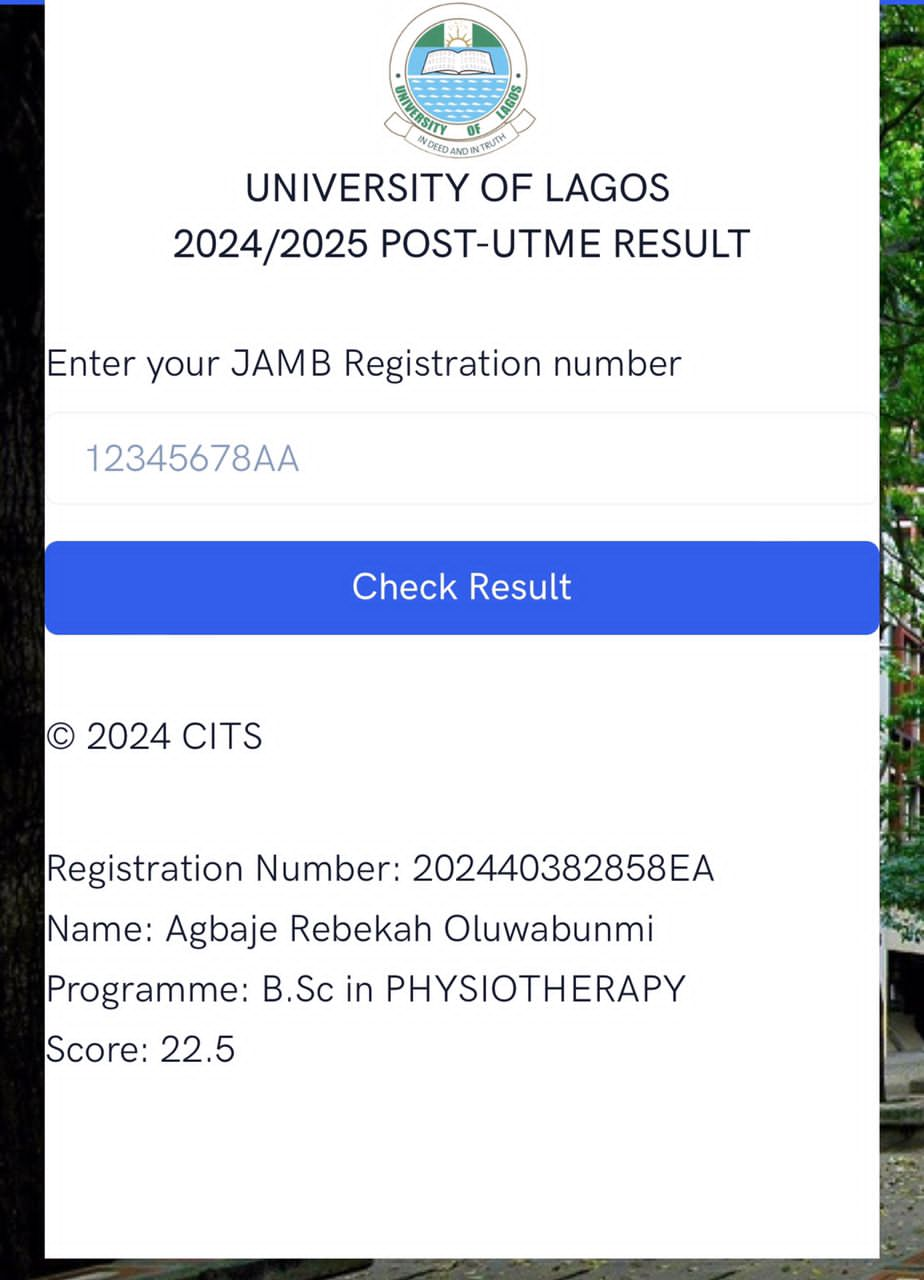 UNIVERSITY OF LAGOS
IN DEED AND IN TRUTH
UNIVERSITY OF LAGOS
2024/2025 POST-UTME RESULT
Enter your JAMB Registration number
12345678AA
Check Result
© 2024 CITS
Registration Number: 202440382858EA
Name: Agbaje Rebekah Oluwabunmi
Programme: B.Sc in PHYSIOTHERAPY
Score: 22.5